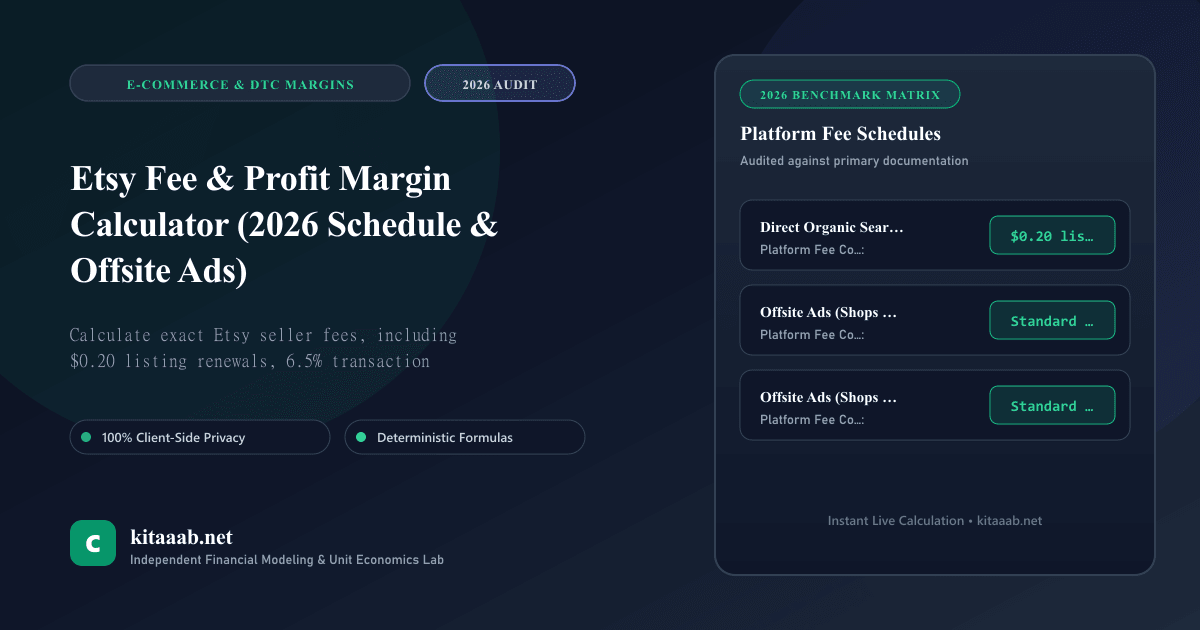 E-COMMERCE & DTC MARGINS
2026 AUDIT
Etsy Fee & Profit Margin
Calculator (2026 Schedule &
Offsite Ads)
Calculate exact Etsy seller fees, including
$0.20 listing renewals, 6.5% transaction
100% Client-Side Privacy
Deterministic Formulas
C
kitaaab.net
Independent Financial Modeling & Unit Economics Lab
2026 BENCHMARK MATRIX
Platform Fee Schedules
Audited against primary documentation
Direct Organic Sear…
Platform Fee Co…:
$0.20 lis…
Offsite Ads (Shops …
Platform Fee Co…:
Standard …
Offsite Ads (Shops …
Platform Fee Co…:
Standard …
Instant Live Calculation • kitaaab.net